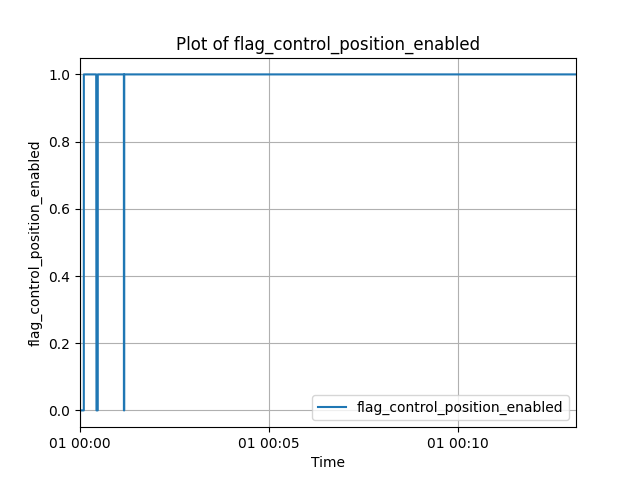 Plot of flag_control_position_enabled
flag_control_position_enabled
1.0
0.8
0.6
0.4
0.2
0.0
flag_control_position_enabled
01 00:00
01 00:05
01 00:10
Time